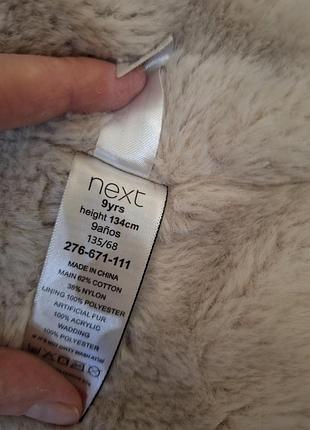 next
9yrs
height 134cm
9años
135/68
276-671-111
MADE IN CHINA
MAIN 62% COTTON
38% NYLON
LINING 100% POLYESTER
ARTIFICIAL FUR
100% ACRYLIC
WADDING
100% POLYESTER